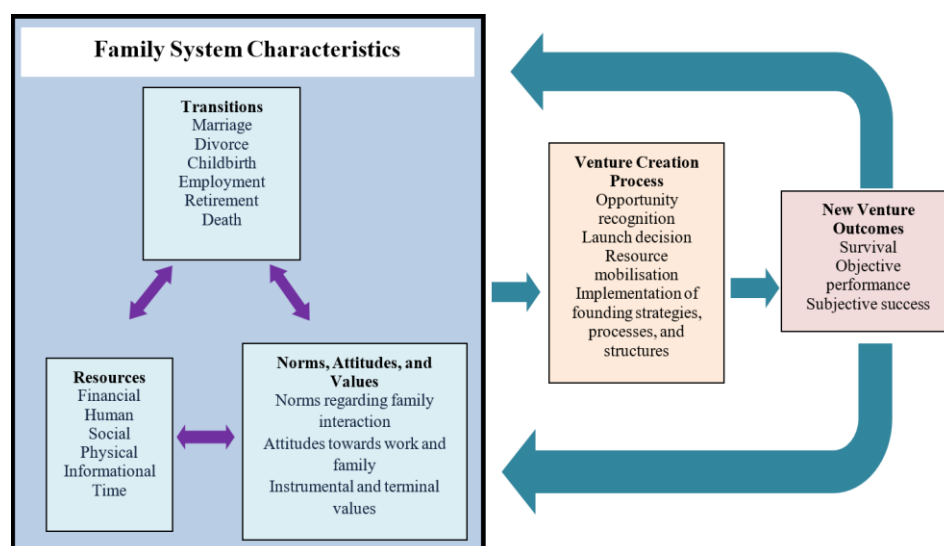 Family System Characteristics
Transitions
Marriage
Divorce
Childbirth
Employment
Retirement
Death
Resources
Financial
Human
Social
Physical
Informational
Time
Norms, Attitudes, and
Values
Norms regarding family
interaction
Attitudes towards work and
family
Instrumental and terminal
values
Venture Creation
Process
Opportunity
recognition
Launch decision
Resource
mobilisation
Implementation of
founding strategies,
processes, and
structures
New Venture
Outcomes
Survival
Objective
performance
Subjective success